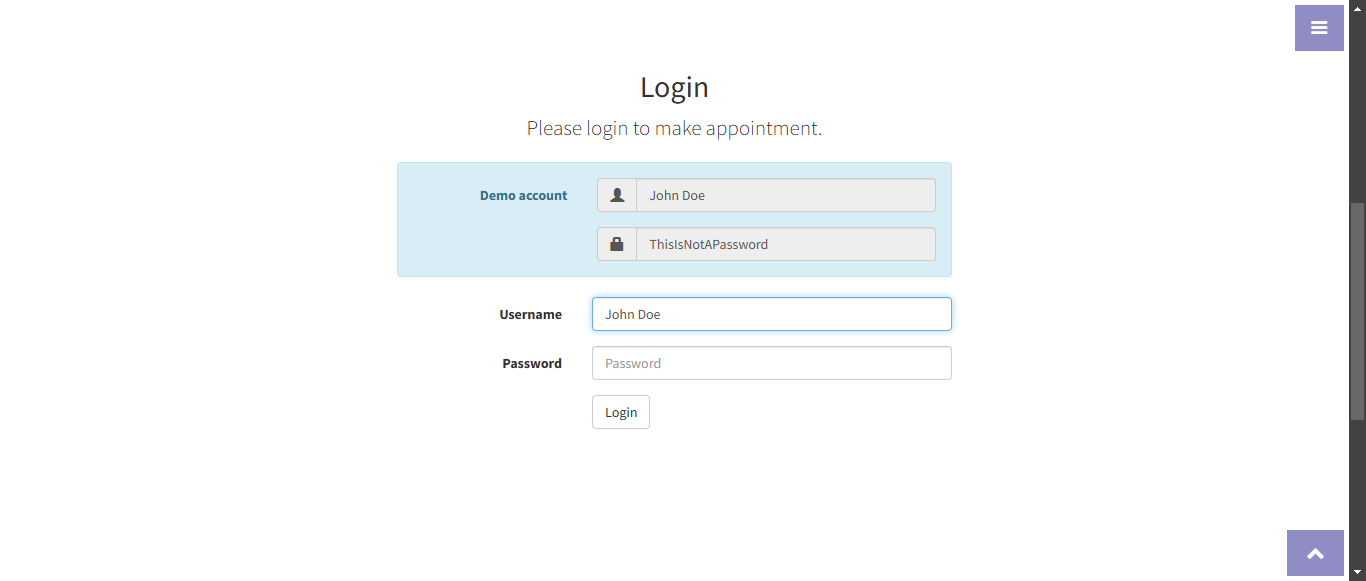 Login
Please login to make appointment.
Demo account
John Doe
ThisIsNotAPassword
Username
John Doe
Password
Password
Login